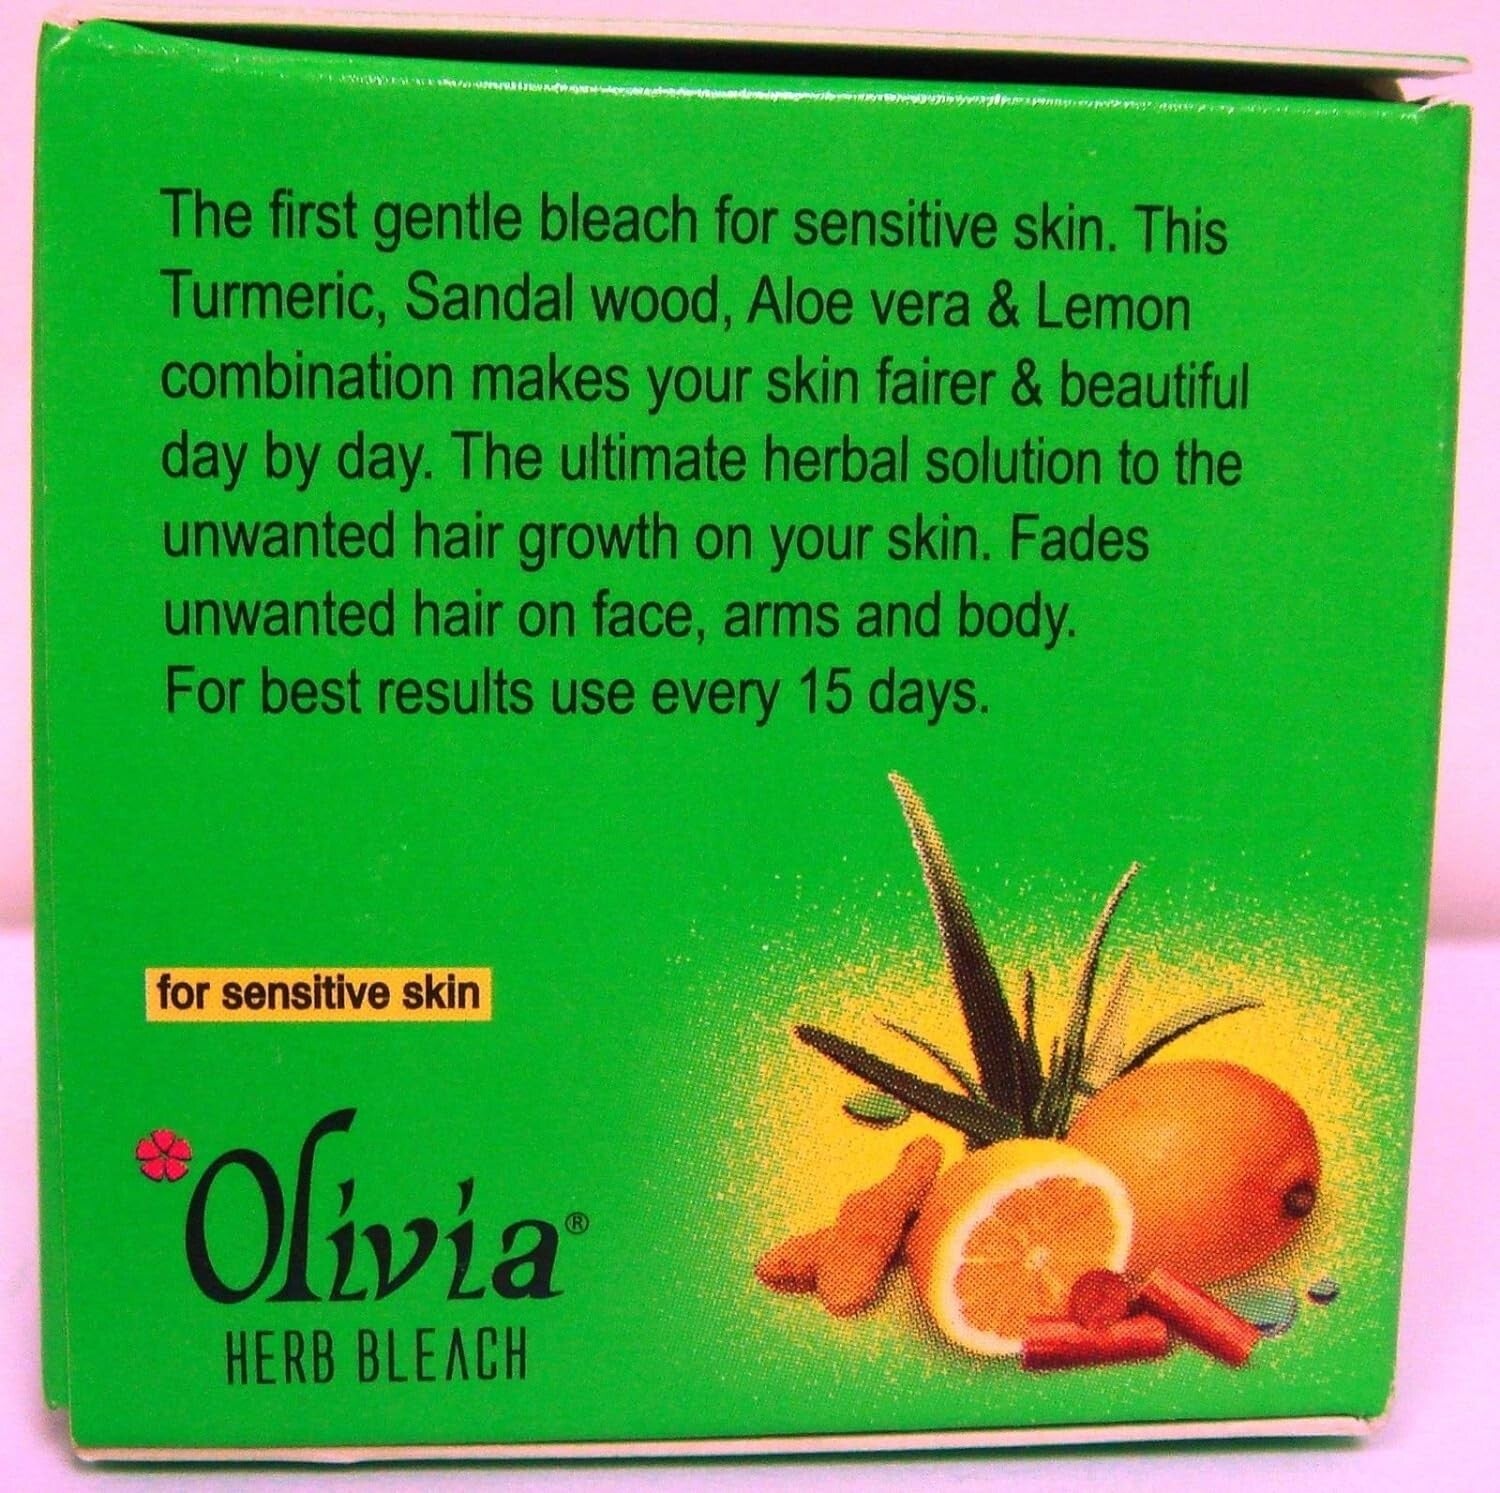 The first gentle bleach for sensitive skin. This
Turmeric, Sandal wood, Aloe vera & Lemon
combination makes your skin fairer & beautiful
day by day. The ultimate herbal solution to the
unwanted hair growth on your skin. Fades
unwanted hair on face, arms and body.
For best results use every 15 days.
for sensitive skin
Olivia®
HERB BLEACH